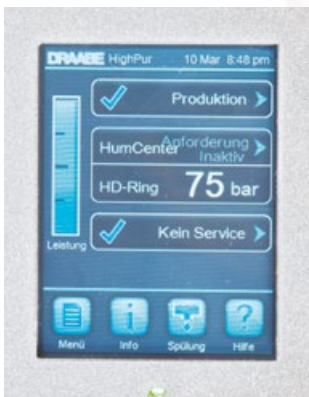 DRAABE HighPur 10 Mar 8:48 pm
Produktion
HumCenter Anforderung
Inaktiv
HD-Ring 75 bar
Leistung
Kein Service
Menü Info Spülung Hilfe